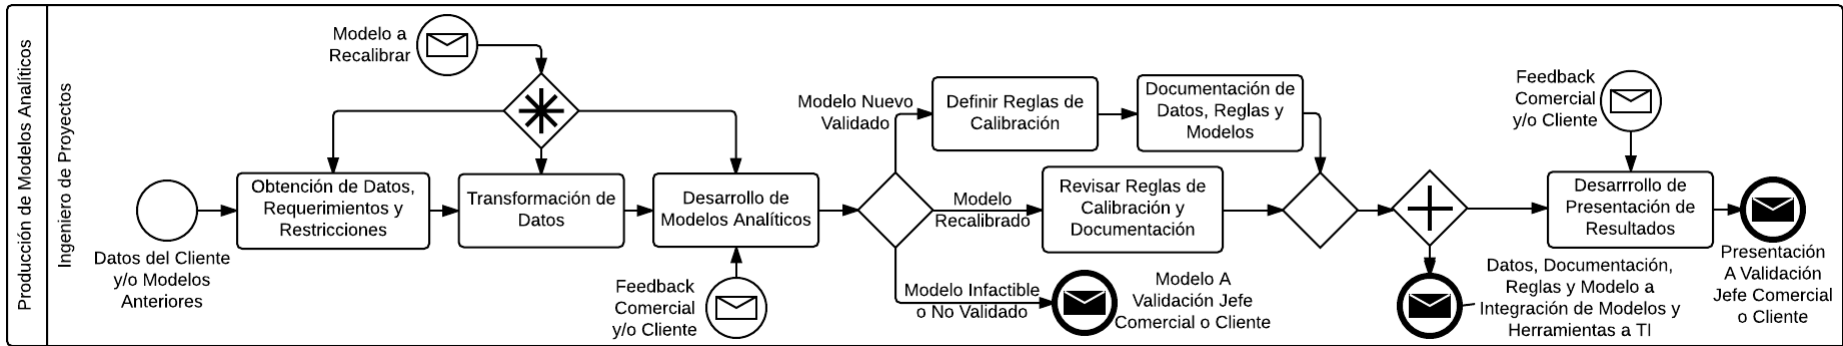 Producción de Modelos Analíticos
Ingeniero de Proyectos
Modelo a
Recalibrar
Datos del Cliente
y/o Modelos
Anteriores
Obtención de Datos,
Requerimientos y
Restricciones
Transformación de
Datos
Desarrollo de
Modelos Analíticos
Feedback
Comercial
y/o Cliente
Modelo Nuevo
Validado
Definir Reglas de
Calibración
Documentación de
Datos, Reglas y
Modelos
Modelo
Recalibrado
Revisar Reglas de
Calibración y
Documentación
Modelo Infactible
o No Validado
Modelo A
Validación Jefe
Comercial o Cliente
Feedback
Comercial
y/o Cliente
Desarrrollo de
Presentación de
Resultados
Datos, Documentación,
Reglas y Modelo a
Integración de Modelos y
Herramientas a TI
Presentación
A Validación
Jefe Comercial
o Cliente